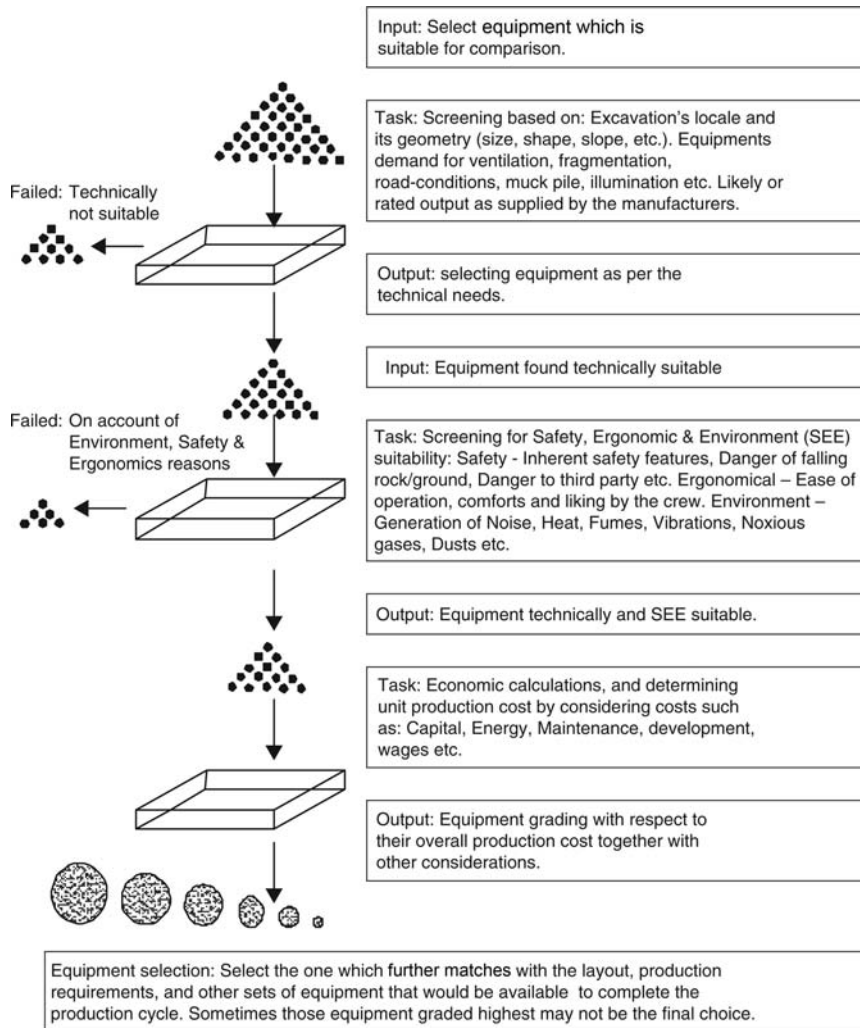 Input: Select equipment which is
suitable for comparison.
Task: Screening based on: Excavation's locale and
its geometry (size, shape, slope, etc.). Equipments
demand for ventilation, fragmentation,
road-conditions, muck pile, illumination etc. Likely or
rated output as supplied by the manufacturers.
Failed: Technically
not suitable
Output: selecting equipment as per the
technical needs.
Input: Equipment found technically suitable
Failed: On account of
Environment, Safety &
Ergonomics reasons
Task: Screening for Safety, Ergonomic & Environment (SEE)
suitability: Safety - Inherent safety features, Danger of falling
rock/ground, Danger to third party etc. Ergonomical – Ease of
operation, comforts and liking by the crew. Environment –
Generation of Noise, Heat, Fumes, Vibrations, Noxious
gases, Dusts etc.
Output: Equipment technically and SEE suitable.
Task: Economic calculations, and determining
unit production cost by considering costs such
as: Capital, Energy, Maintenance, development,
wages etc.
Output: Equipment grading with respect to
their overall production cost together with
other considerations.
Equipment selection: Select the one which further matches with the layout, production
requirements, and other sets of equipment that would be available to complete the
production cycle. Sometimes those equipment graded highest may not be the final choice.